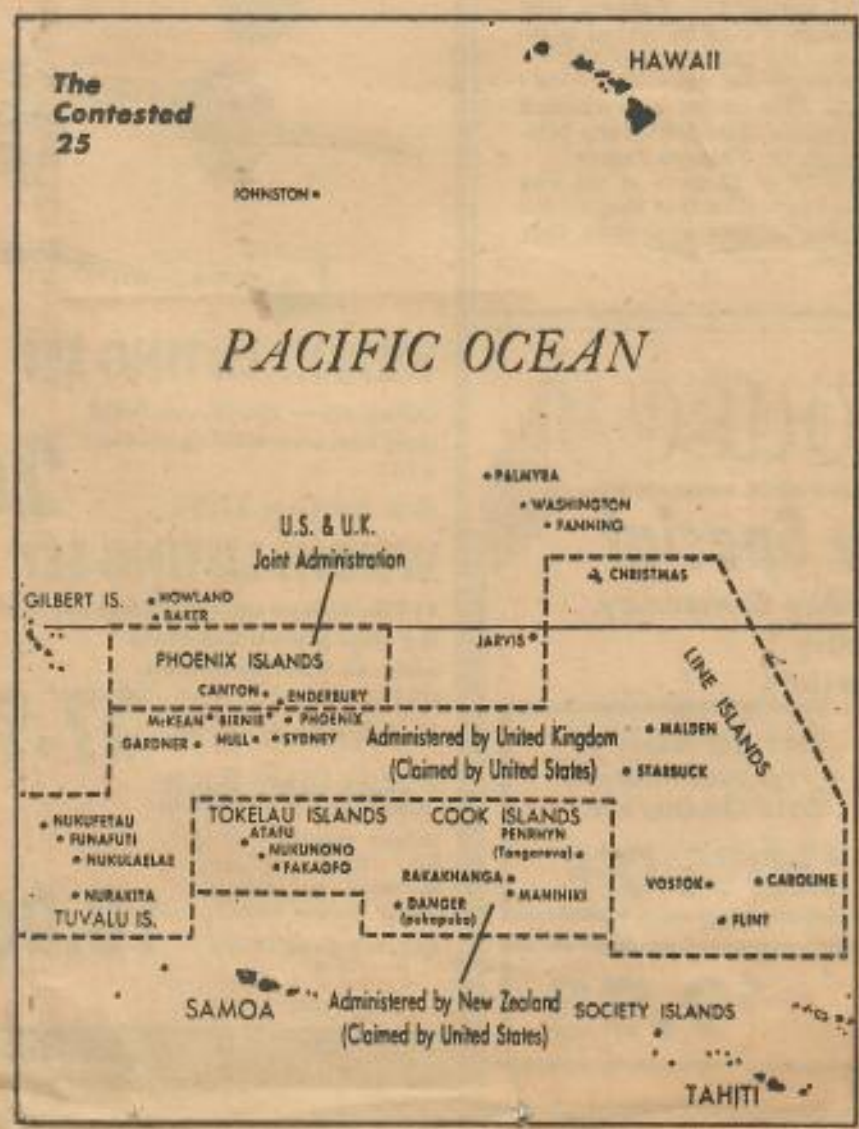 The
Contested
25
HAWAII
JOHNSTON
PACIFIC OCEAN
PALMYRA
WASHINGTON
FANNING
U.S. & U.K.
Joint Administration
CHRISTMAS
GILBERT IS.
HOWLAND
BAKER
JARVIS
PHOENIX ISLANDS
LINE ISLANDS
CANTON
ENDERBURY
McKEAN
BIRNIE
PHOENIX
GARDNER
HULL
SYDNEY
Administered by United Kingdom
(Claimed by United States)
MALDEN
STARBUCK
TOKELAU ISLANDS
COOK ISLANDS
NUKUFETAU
FUNAFUTI
NUKULAELAE
NURAKITA
TUVALU IS.
ATAFU
NUKUNONO
FAKAOFO
PENRHYN
(Tongareva)
RAKAKHANGA
MANIHIKI
DANGER
(pukapuka)
VOSTOK
CAROLINE
FLINT
SAMOA
Administered by New Zealand
(Claimed by United States)
SOCIETY ISLANDS
TAHITI